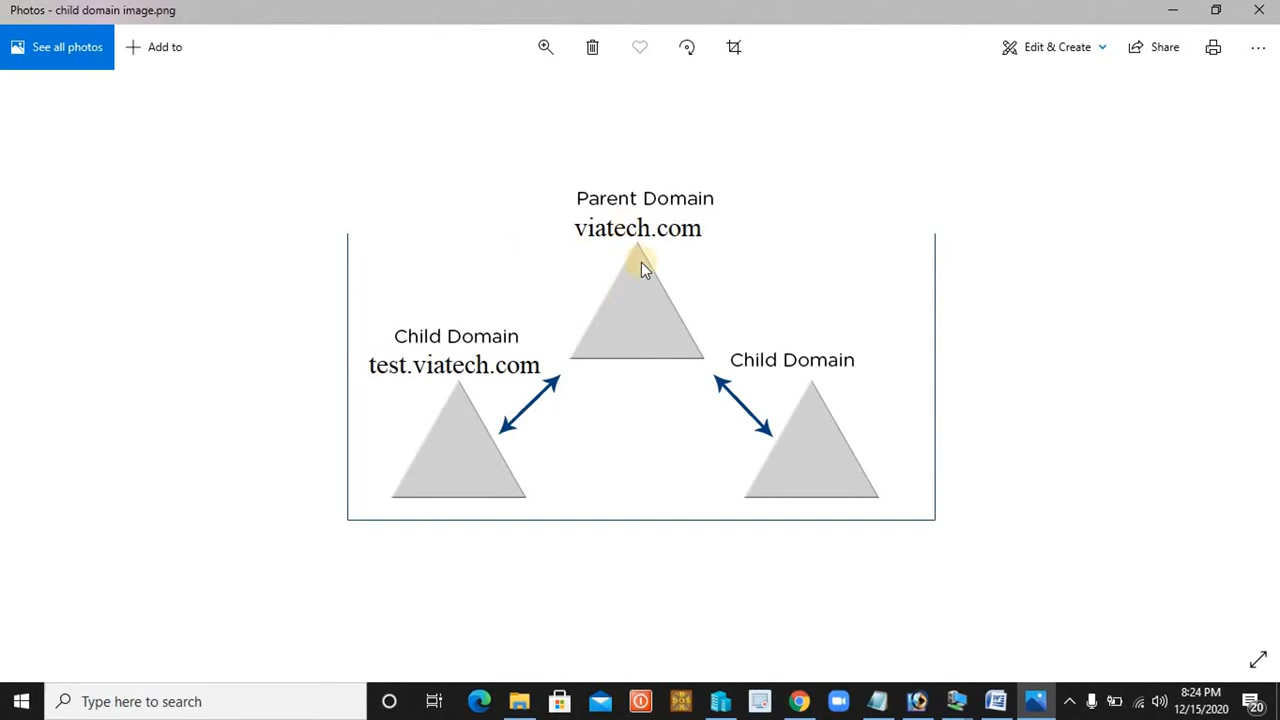 Photos - child domain image.png
See all photos
Add to
Edit & Create
Share
Parent Domain
viatech.com
Child Domain
test.viatech.com
Child Domain
Type here to search
8:24 PM
12/15/2020
20